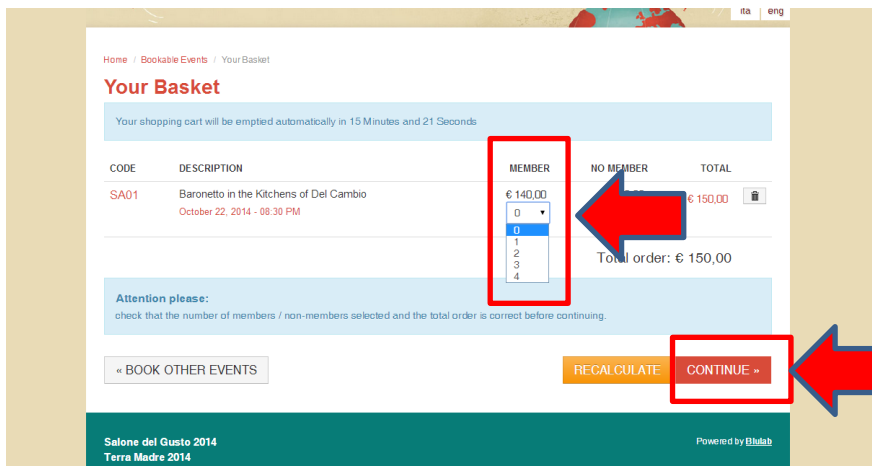 ita eng
Home / Bookable Events / Your Basket
Your Basket
Your shopping cart will be emptied automatically in 15 Minutes and 21 Seconds
CODE DESCRIPTION MEMBER NO MEMBER TOTAL
SA01 Baronetto in the Kitchens of Del Cambio € 140,00 € 150,00
October 22, 2014 - 08:30 PM 0
0
1
2
3
4
Total order: € 150,00
Attention please:
check that the number of members / non-members selected and the total order is correct before continuing.
« BOOK OTHER EVENTS RECALCULATE CONTINUE »
Salone del Gusto 2014 Powered by Blulab
Terra Madre 2014